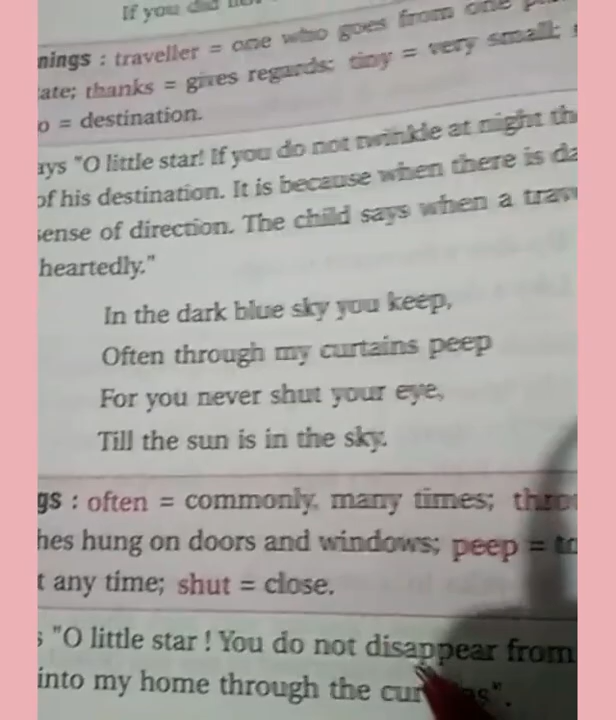 If you did
nings : traveller = one who goes from one
ate; thanks = gives regards; tiny = very small;
o = destination.
ays "O little star! If you do not twinkle at night th
of his destination. It is because when there is da
sense of direction. The child says when a trav
heartedly."
In the dark blue sky you keep,
Often through my curtains peep
For you never shut your eye,
Till the sun is in the sky.
gs : often = commonly, many times; thro
hes hung on doors and windows; peep = to
t any time; shut = close.
s "O little star ! You do not disappear from
into my home through the